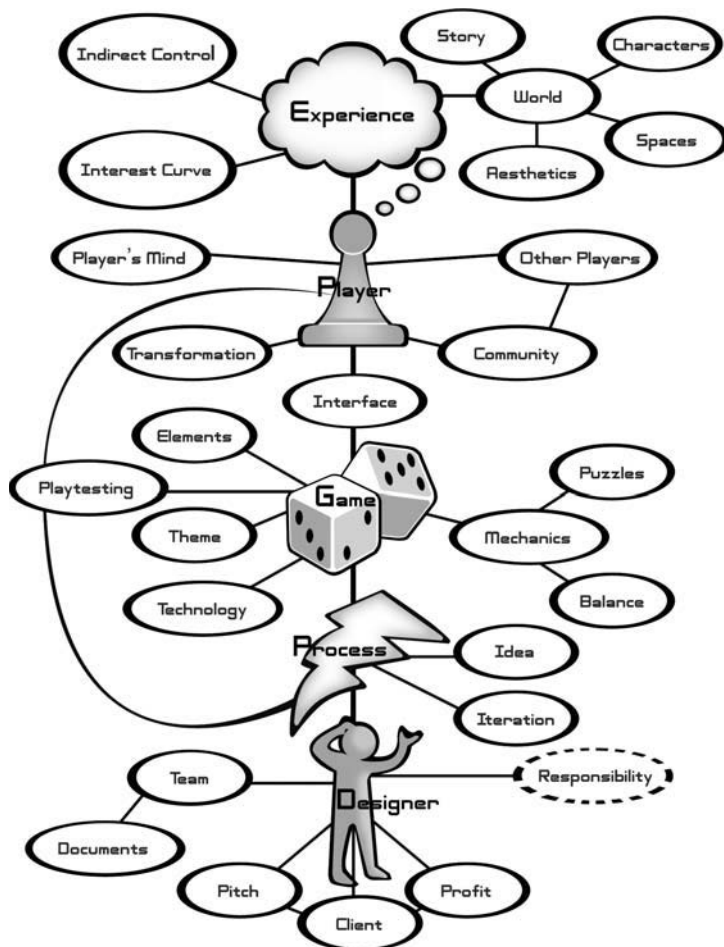 Story
Indirect Control
Characters
World
Experience
Spaces
Interest Curve
Aesthetics
Player's Mind
Other Players
Player
Transformation
Community
Interface
Elements
Puzzles
Playtesting
Game
Theme
Mechanics
Technology
Balance
Process
Idea
Iteration
Team
Responsibility
Designer
Documents
Pitch
Profit
Client